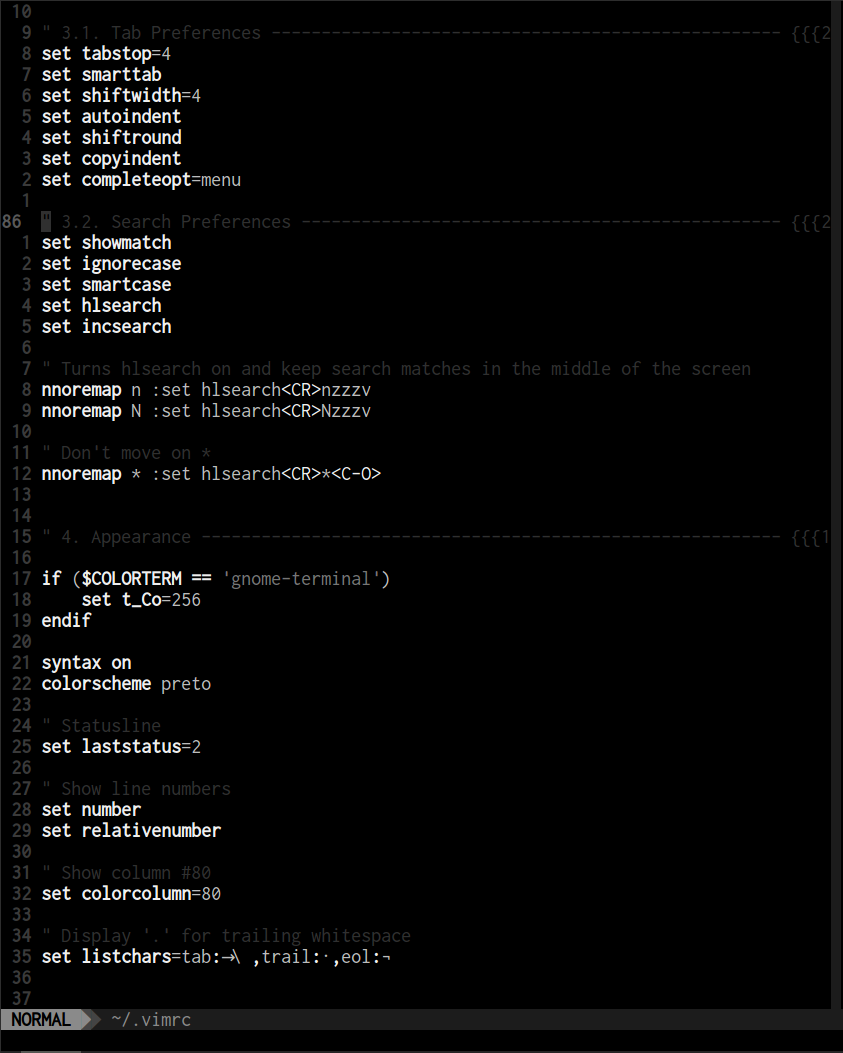 10
9 " 3.1. Tab Preferences --------------------------------------------------- {{{2
8 set tabstop=4
7 set smarttab
6 set shiftwidth=4
5 set autoindent
4 set shiftround
3 set copyindent
2 set completeopt=menu
1
86 " 3.2. Search Preferences ------------------------------------------------ {{{2
1 set showmatch
2 set ignorecase
3 set smartcase
4 set hlsearch
5 set incsearch
6
7 " Turns hlsearch on and keep search matches in the middle of the screen
8 nnoremap n :set hlsearch<CR>nzzzv
9 nnoremap N :set hlsearch<CR>Nzzzv
10
11 " Don't move on *
12 nnoremap * :set hlsearch<CR>*<C-O>
13
14
15 " 4. Appearance ---------------------------------------------------------- {{{1
16
17 if ($COLORTERM == 'gnome-terminal')
18     set t_Co=256
19 endif
20
21 syntax on
22 colorscheme preto
23
24 " Statusline
25 set laststatus=2
26
27 " Show line numbers
28 set number
29 set relativenumber
30
31 " Show column #80
32 set colorcolumn=80
33
34 " Display '.' for trailing whitespace
35 set listchars=tab:→\ ,trail:·,eol:¬
36
37
NORMAL ~/.vimrc